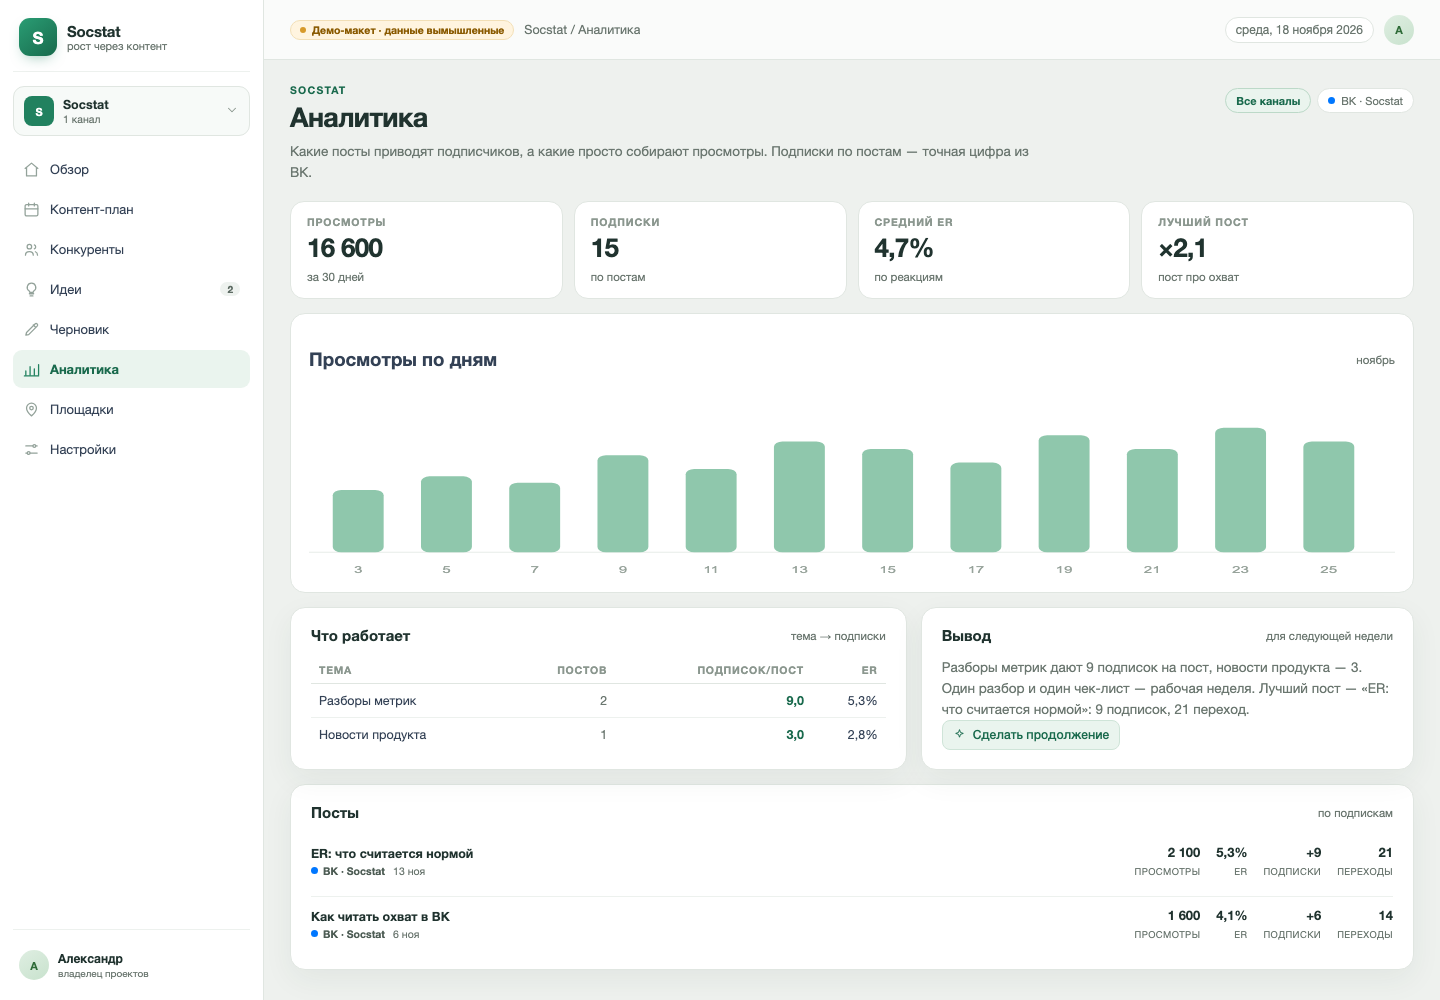 S
Socstat
рост через контент
S
Socstat
1 канал
Обзор
Контент-план
Конкуренты
Идеи
2
Черновик
Аналитика
Площадки
Настройки
А
Александр
владелец проектов
Демо-макет · данные вымышленные
Socstat / Аналитика
среда, 18 ноября 2026
А
SOCSTAT
Аналитика
Все каналы
ВК · Socstat
Какие посты приводят подписчиков, а какие просто собирают просмотры. Подписки по постам — точная цифра из
ВК.
ПРОСМОТРЫ
16 600
за 30 дней
ПОДПИСКИ
15
по постам
СРЕДНИЙ ER
4,7%
по реакциям
ЛУЧШИЙ ПОСТ
×2,1
пост про охват
Просмотры по дням
ноябрь
3 5 7 9 11 13 15 17 19 21 23 25
Что работает
тема → подписки
ТЕМА ПОСТОВ ПОДПИСОК/ПОСТ ER
Разборы метрик 2 9,0 5,3%
Новости продукта 1 3,0 2,8%
Вывод
для следующей недели
Разборы метрик дают 9 подписок на пост, новости продукта — 3.
Один разбор и один чек-лист — рабочая неделя. Лучший пост — «ER:
что считается нормой»: 9 подписок, 21 переход.
Сделать продолжение
Посты
по подпискам
ER: что считается нормой
ВК · Socstat 13 ноя
2 100 5,3% +9 21
ПРОСМОТРЫ ER ПОДПИСКИ ПЕРЕХОДЫ
Как читать охват в ВК
ВК · Socstat 6 ноя
1 600 4,1% +6 14
ПРОСМОТРЫ ER ПОДПИСКИ ПЕРЕХОДЫ